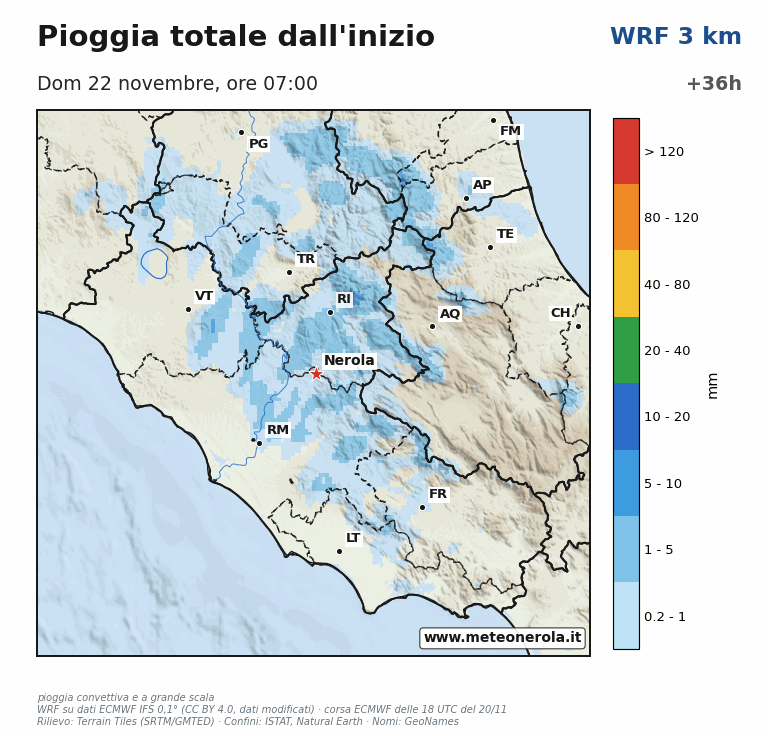 Pioggia totale dall'inizio
WRF 3 km
Dom 22 novembre, ore 07:00
+36h
FM
PG
AP
TE
TR
VT
RI
AQ
CH
Nerola
RM
FR
LT
www.meteonerola.it
> 120
80 - 120
40 - 80
20 - 40
10 - 20
5 - 10
1 - 5
0.2 - 1
mm
pioggia convettiva e a grande scala
WRF su dati ECMWF IFS 0,1° (CC BY 4.0, dati modificati) · corsa ECMWF delle 18 UTC del 20/11
Rilievo: Terrain Tiles (SRTM/GMTED) · Confini: ISTAT, Natural Earth · Nomi: GeoNames